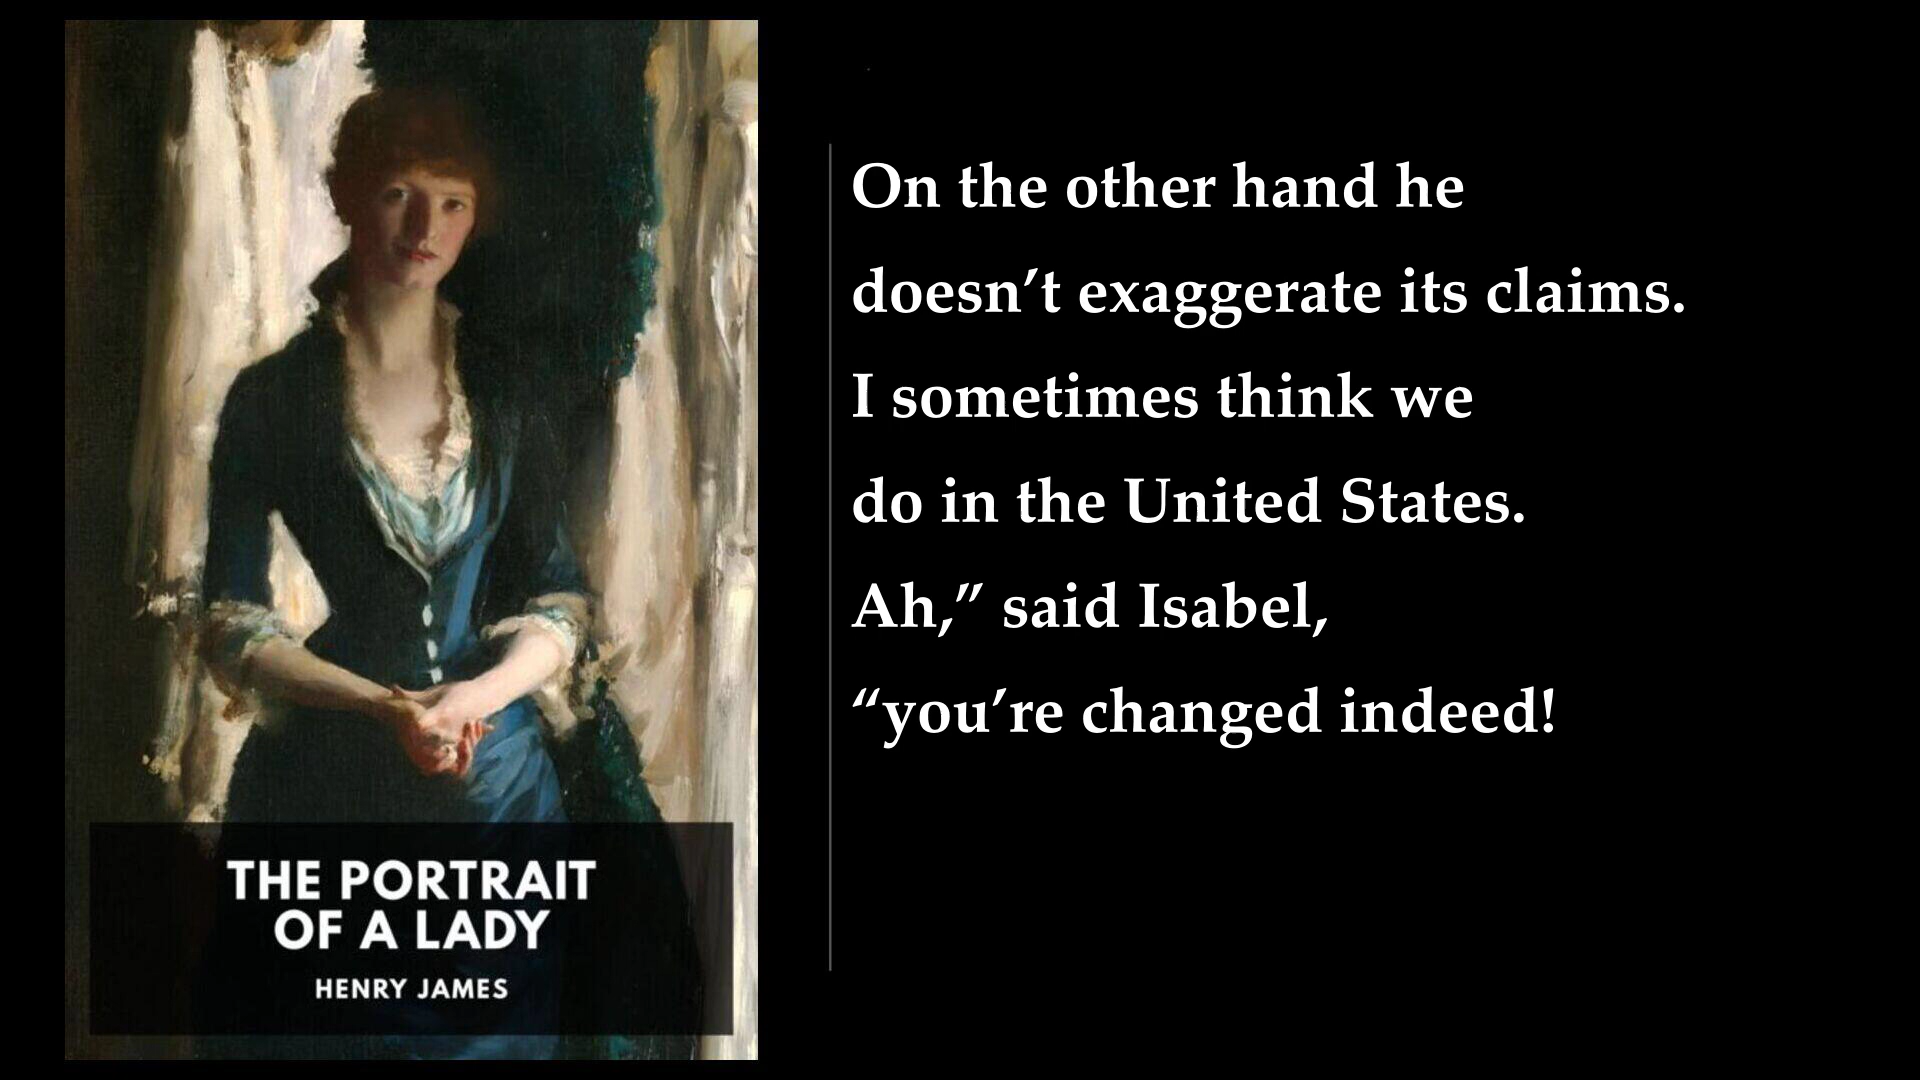 THE PORTRAIT
OF A LADY
HENRY JAMES
On the other hand he
doesn’t exaggerate its claims.
I sometimes think we
do in the United States.
Ah,” said Isabel,
“you’re changed indeed!